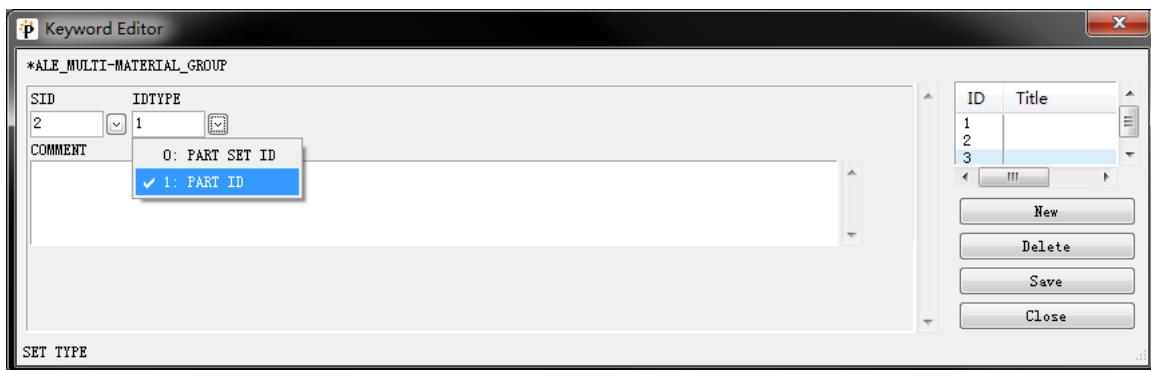 Keyword Editor
*ALE_MULTI-MATERIAL_GROUP
SID IDTYPE
2 1
0: PART SET ID
1: PART ID
COMMENT
ID Title
1
2
3
New
Delete
Save
Close
SET TYPE